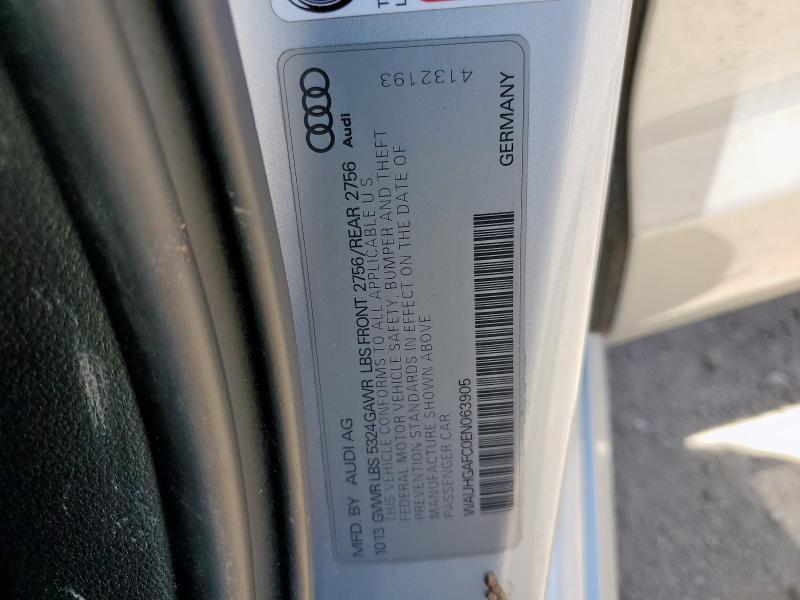 MFD. BY AUDI AG
Audi
1013 GVWR LBS 5324 GAWR LBS FRONT 2756/REAR 2756
THIS VEHICLE CONFORMS TO ALL APPLICABLE U.S.
FEDERAL MOTOR VEHICLE SAFETY, BUMPER AND THEFT
PREVENTION STANDARDS IN EFFECT ON THE DATE OF
MANUFACTURE SHOWN ABOVE
PASSENGER CAR
4132193
WAUHGAFC0EN063905
GERMANY